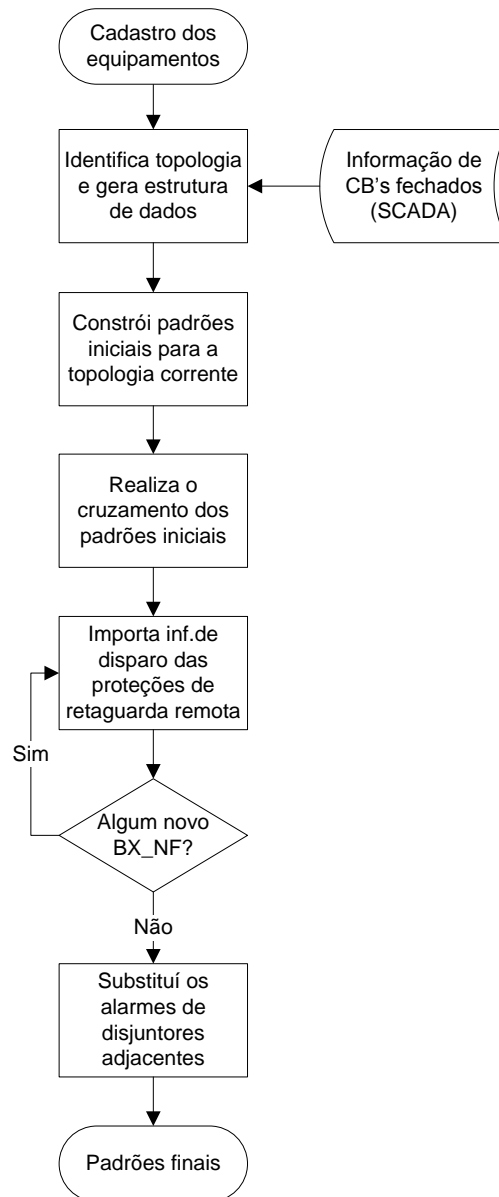 Cadastro dos
equipamentos
Identifica topologia
e gera estrutura
de dados
Informação de
CB's fechados
(SCADA)
Constrói padrões
iniciais para a
topologia corrente
Realiza o
cruzamento dos
padrões iniciais
Importa inf.de
disparo das
proteções de
retaguarda remota
Sim
Algum novo
BX_NF?
Não
Substituí os
alarmes de
disjuntores
adjacentes
Padrões finais